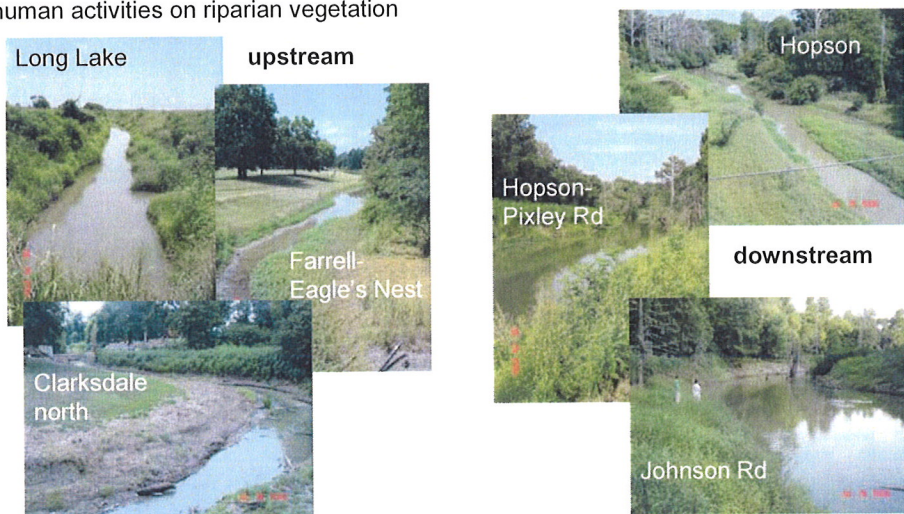 human activities on riparian vegetation
Long Lake
upstream
Farrell-
Eagle's Nest
Clarksdale
north
Hopson
Hopson-
Pixley Rd
downstream
Johnson Rd